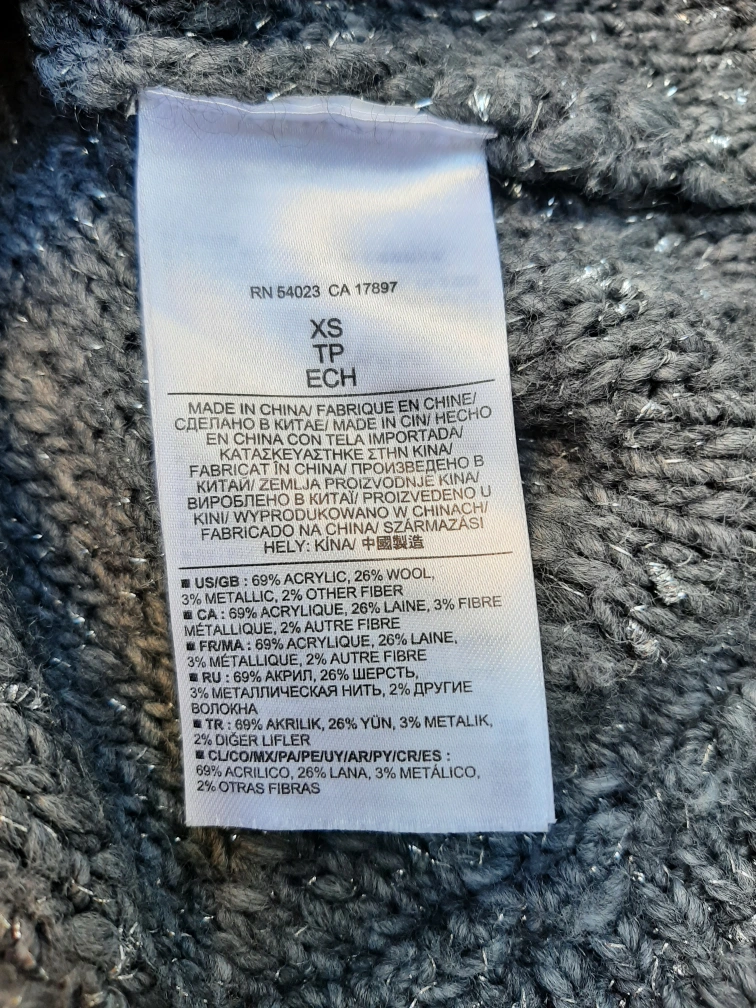 RN 54023 CA 17897
XS
TP
ECH
MADE IN CHINA/ FABRIQUE EN CHINE/
СДЕЛАНО В КИТАЕ/ MADE IN CIN/ HECHO
EN CHINA CON TELA IMPORTADA/
ΚΑΤΑΣΚΕΥΑΣΤΗΚΕ ΣΤΗΝ ΚΙΝΑ/
FABRICAT ÎN CHINA/ ПРОИЗВЕДЕНО В
КИТАЙ/ ZEMLJA PROIZVODNJE KINA/
ВИРОБЛЕНО В КИТАЇ/ PROIZVEDENO U
KINI/ WYPRODUKOWANO W CHINACH/
FABRICADO NA CHINA/ SZÁRMAZÁSI
HELY: KÍNA/ 中國製造
■ US/GB : 69% ACRYLIC, 26% WOOL,
3% METALLIC, 2% OTHER FIBER
■ CA : 69% ACRYLIQUE, 26% LAINE, 3% FIBRE
MÉTALLIQUE, 2% AUTRE FIBRE
■ FR/MA : 69% ACRYLIQUE, 26% LAINE,
3% MÉTALLIQUE, 2% AUTRE FIBRE
■ RU : 69% АКРИЛ, 26% ШЕРСТЬ,
3% МЕТАЛЛИЧЕСКАЯ НИТЬ, 2% ДРУГИЕ
ВОЛОКНА
■ TR : 69% AKRILIK, 26% YÜN, 3% METALIK,
2% DIĞER LIFLER
■ CL/CO/MX/PA/PE/UY/AR/PY/CR/ES :
69% ACRILICO, 26% LANA, 3% METÁLICO,
2% OTRAS FIBRAS